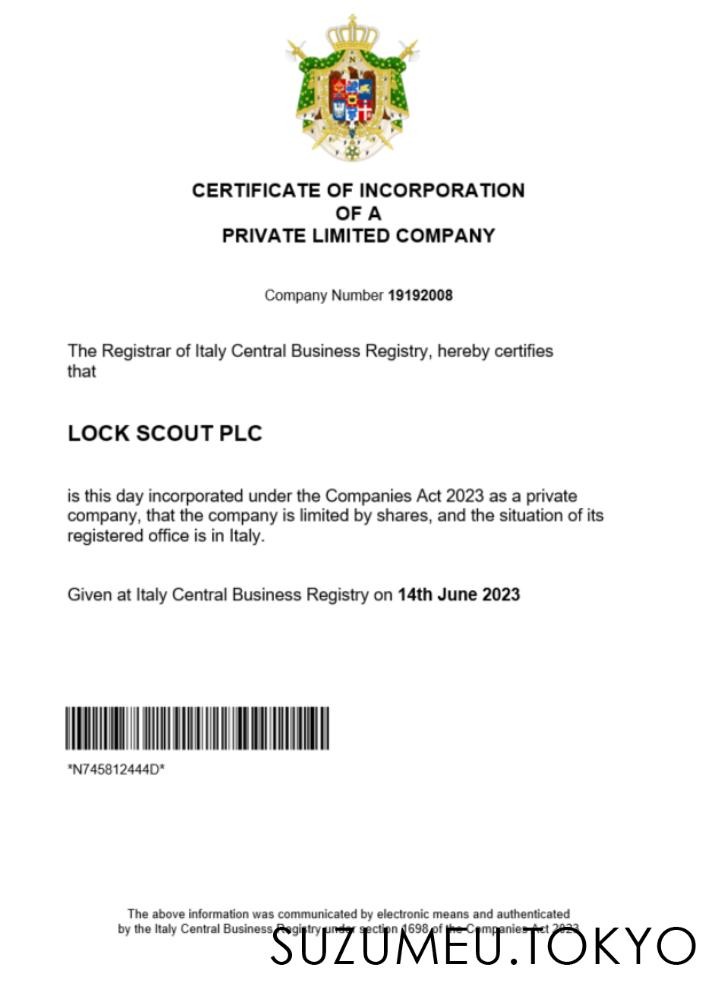 N
CERTIFICATE OF INCORPORATION
OF A
PRIVATE LIMITED COMPANY
Company Number 19192008
The Registrar of Italy Central Business Registry, hereby certifies
that
LOCK SCOUT PLC
is this day incorporated under the Companies Act 2023 as a private
company, that the company is limited by shares, and the situation of its
registered office is in Italy.
Given at Italy Central Business Registry on 14th June 2023
*N745812444D*
The above information was communicated by electronic means and authenticated
by the Italy Central Business Registry under section 1698 of the Companies Act 2023
SUZUMEU.TOKYO